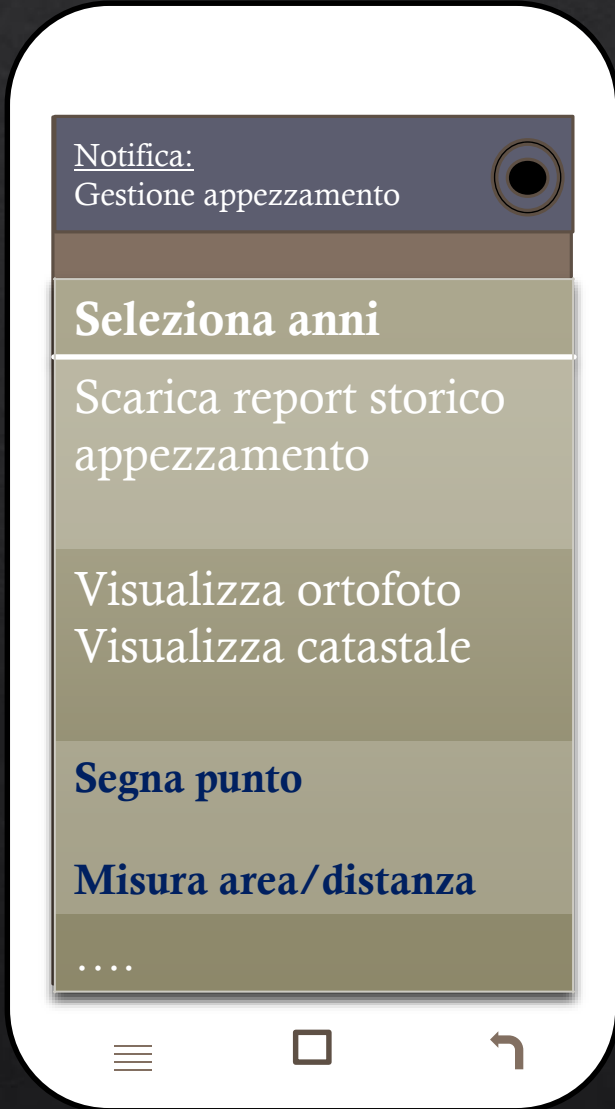 Notifica:
Gestione appezzamento
Seleziona anni
Scarica report storico
appezzamento
Visualizza ortofoto
Visualizza catastale
Segna punto
Misura area/distanza
....